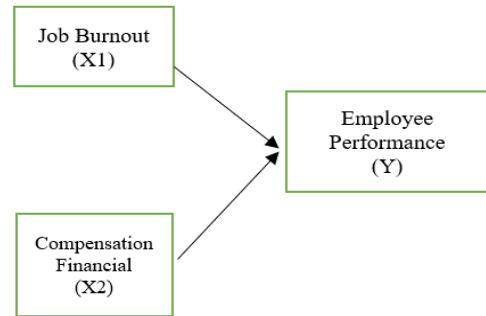 Job Burnout
(X1)
Employee
Performance
(Y)
Compensation
Financial
(X2)